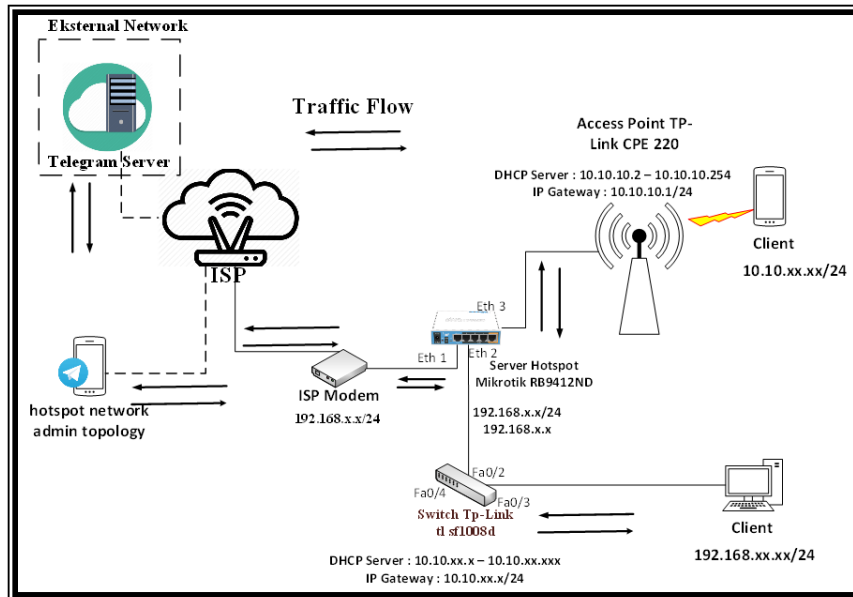 Eksternal Network
Telegram Server
Traffic Flow
Access Point TP-
Link CPE 220
DHCP Server : 10.10.10.2 – 10.10.10.254
IP Gateway : 10.10.10.1/24
Client
10.10.xx.xx/24
ISP
Eth 3
Eth 1
Eth 2
Server Hotspot
Mikrotik RB9412ND
ISP Modem
192.168.x.x/24
hotspot network
admin topology
192.168.x.x/24
192.168.x.x
Fa0/2
Fa0/4
Fa0/3
Switch Tp-Link
tl sf1008d
Client
192.168.xx.xx/24
DHCP Server : 10.10.xx.x – 10.10.xx.xxx
IP Gateway : 10.10.xx.x/24